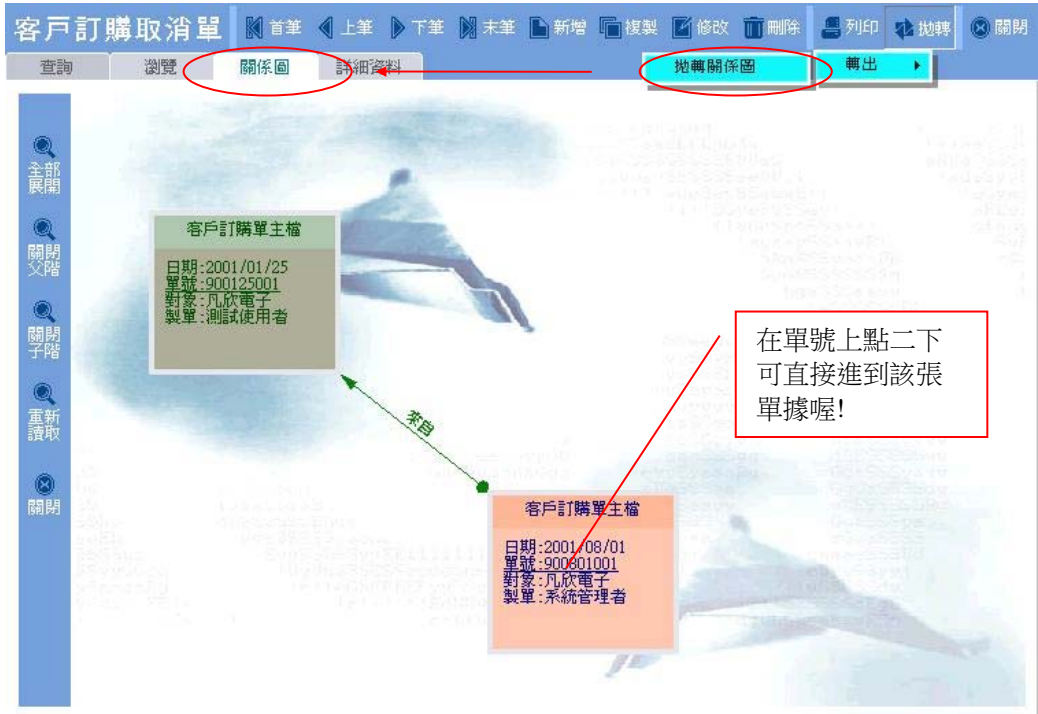 客戶訂購取消單 首筆 上筆 下筆 末筆 新增 複製 修改 刪除 列印 拋轉 關閉
查詢 瀏覽 關係圖 詳細資料 拋轉關係圖 轉出
全部
展開
關閉
父階
關閉
子階
重新
讀取
關閉
客戶訂購單主檔
日期:2001/01/25
單號:900125001
對象:凡欣電子
製單:測試使用者
來自
在單號上點二下
可直接進到該張
單據喔!
客戶訂購單主檔
日期:2001/08/01
單號:900801001
對象:凡欣電子
製單:系統管理者